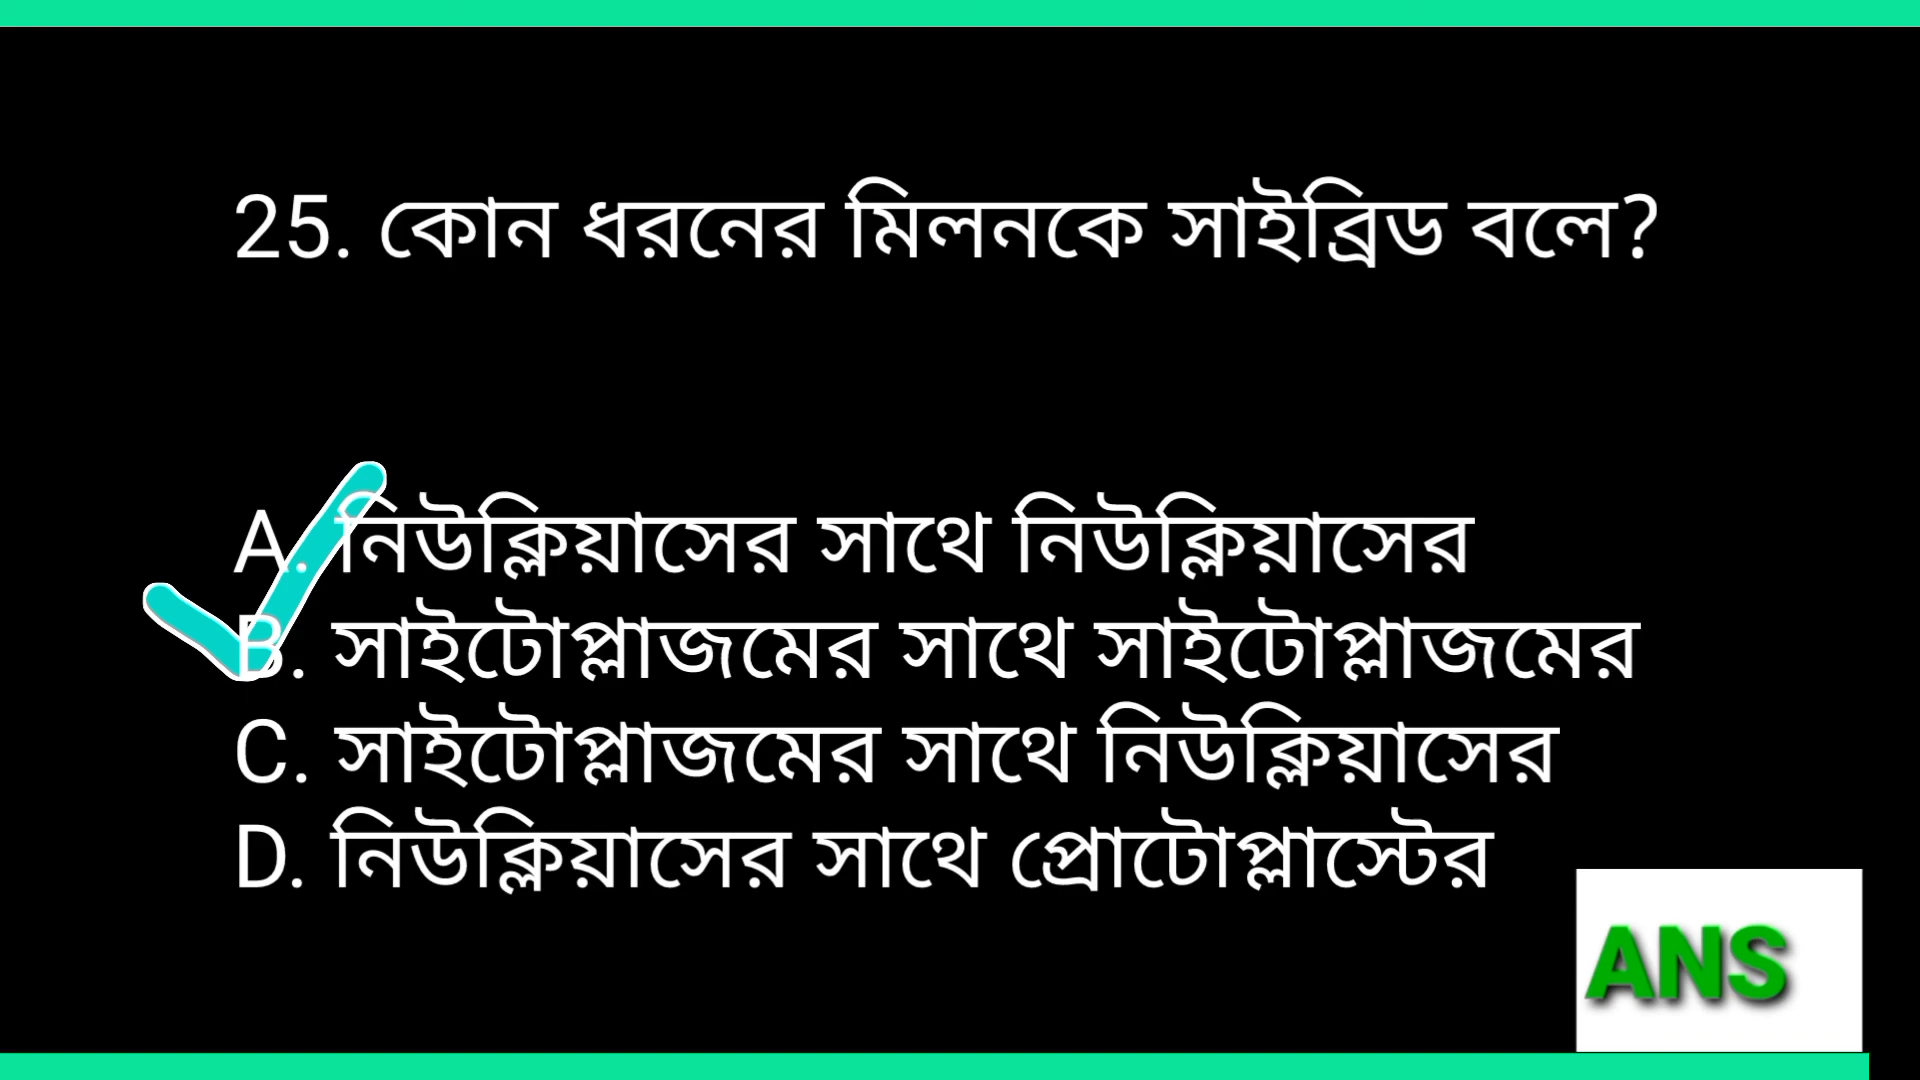 25. কোন ধরনের মিলনকে সাইব্রিড বলে?
A. নিউক্লিয়াসের সাথে নিউক্লিয়াসের
B. সাইটোপ্লাজমের সাথে সাইটোপ্লাজমের
C. সাইটোপ্লাজমের সাথে নিউক্লিয়াসের
D. নিউক্লিয়াসের সাথে প্রোটোপ্লাস্টের
ANS